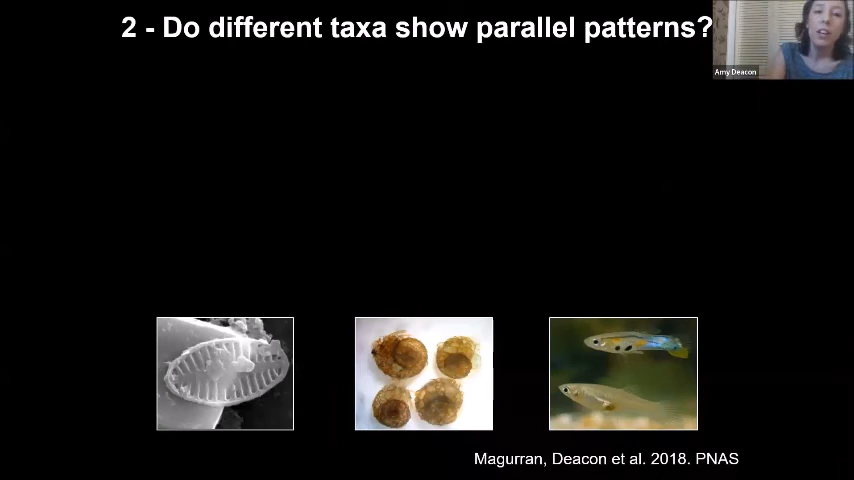 2 - Do different taxa show parallel patterns?
Amy Deacon
Magurran, Deacon et al. 2018. PNAS